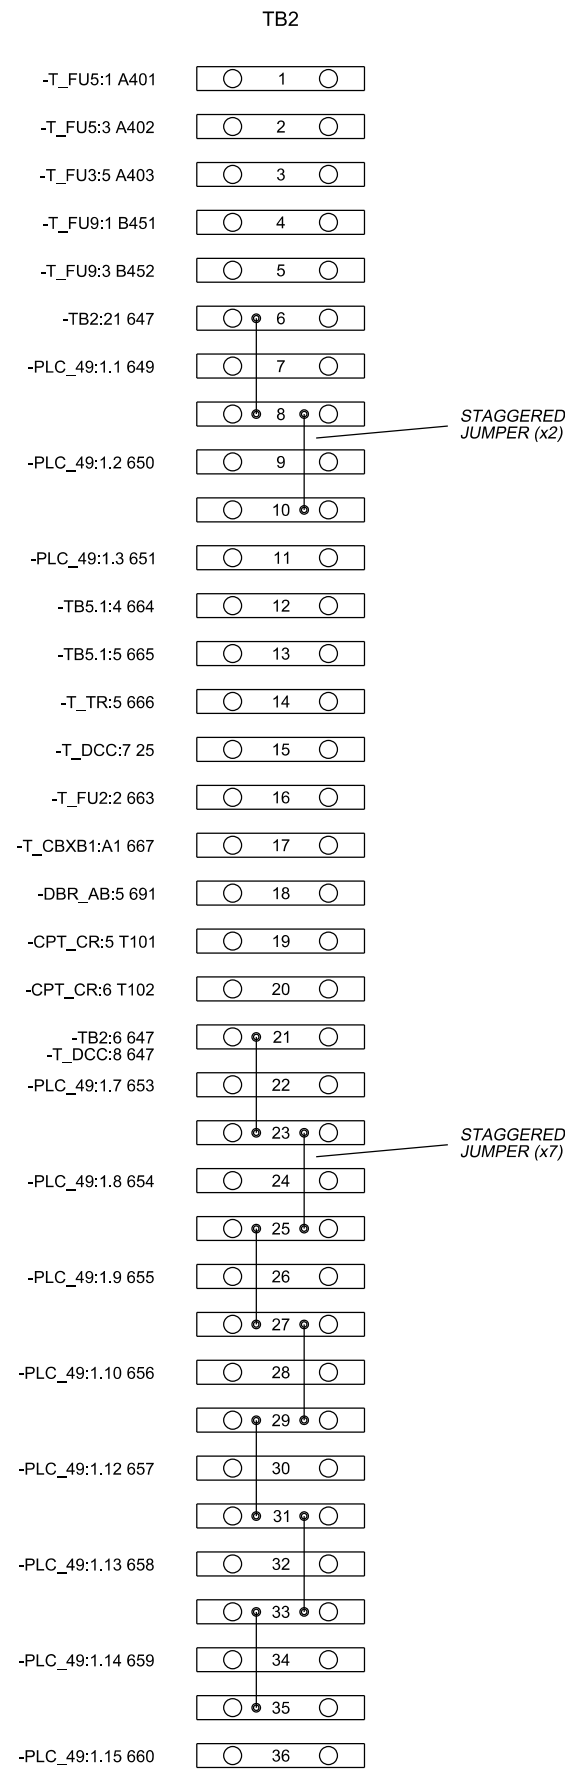 TB2
-T_FU5:1 A401 1
-T_FU5:3 A402 2
-T_FU3:5 A403 3
-T_FU9:1 B451 4
-T_FU9:3 B452 5
-TB2:21 647 6
-PLC_49:1.1 649 7
8
STAGGERED
JUMPER (x2)
-PLC_49:1.2 650 9
10
-PLC_49:1.3 651 11
-TB5.1:4 664 12
-TB5.1:5 665 13
-T_TR:5 666 14
-T_DCC:7 25 15
-T_FU2:2 663 16
-T_CBXB1:A1 667 17
-DBR_AB:5 691 18
-CPT_CR:5 T101 19
-CPT_CR:6 T102 20
-TB2:6 647 21
-T_DCC:8 647
-PLC_49:1.7 653 22
23
STAGGERED
JUMPER (x7)
-PLC_49:1.8 654 24
25
-PLC_49:1.9 655 26
27
-PLC_49:1.10 656 28
29
-PLC_49:1.12 657 30
31
-PLC_49:1.13 658 32
33
-PLC_49:1.14 659 34
35
-PLC_49:1.15 660 36